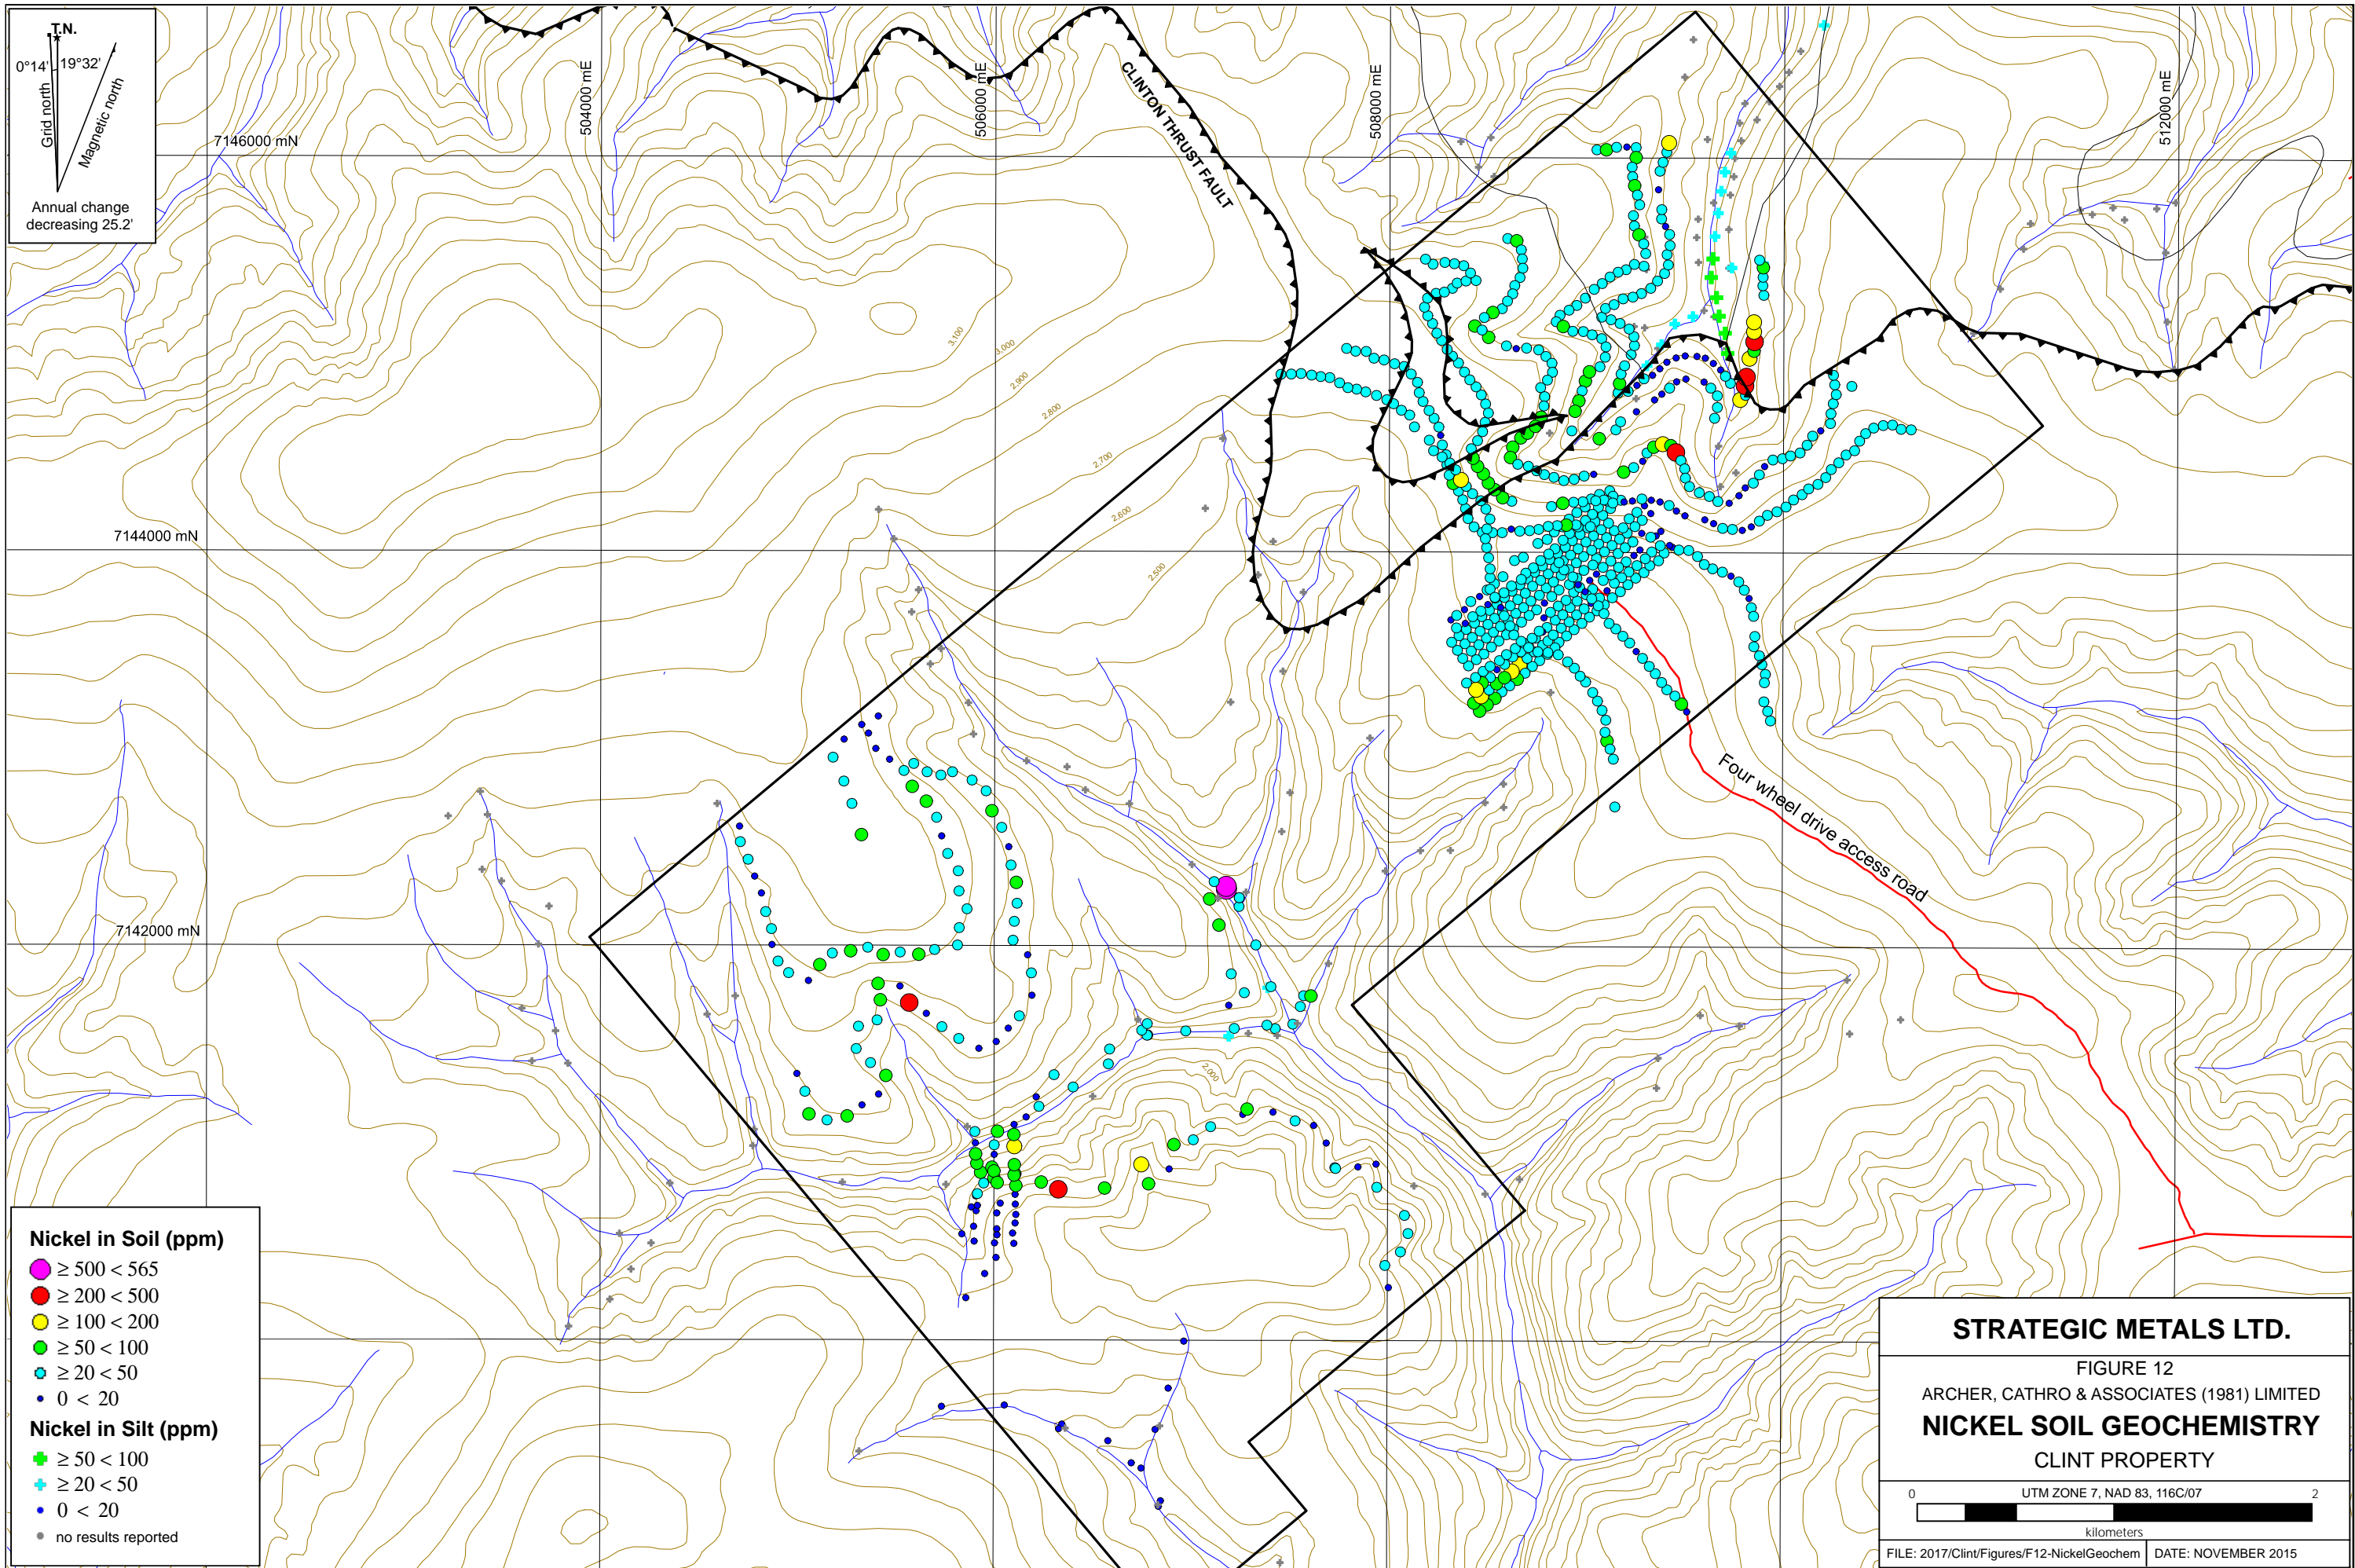 T.N.
0°14'
19°32'
Grid north
Magnetic north
Annual change
decreasing 25.2'
504000 mE
506000 mE
508000 mE
512000 mE
7146000 mN
7144000 mN
7142000 mN
CLINTON THRUST FAULT
3,100
3,000
2,900
2,800
2,700
2,600
2,500
2,000
Four wheel drive access road
Nickel in Soil (ppm)
≥ 500 < 565
≥ 200 < 500
≥ 100 < 200
≥ 50 < 100
≥ 20 < 50
0 < 20
Nickel in Silt (ppm)
≥ 50 < 100
≥ 20 < 50
0 < 20
no results reported
STRATEGIC METALS LTD.
FIGURE 12
ARCHER, CATHRO & ASSOCIATES (1981) LIMITED
NICKEL SOIL GEOCHEMISTRY
CLINT PROPERTY
0 UTM ZONE 7, NAD 83, 116C/07 2
kilometers
FILE: 2017/Clint/Figures/F12-NickelGeochem DATE: NOVEMBER 2015